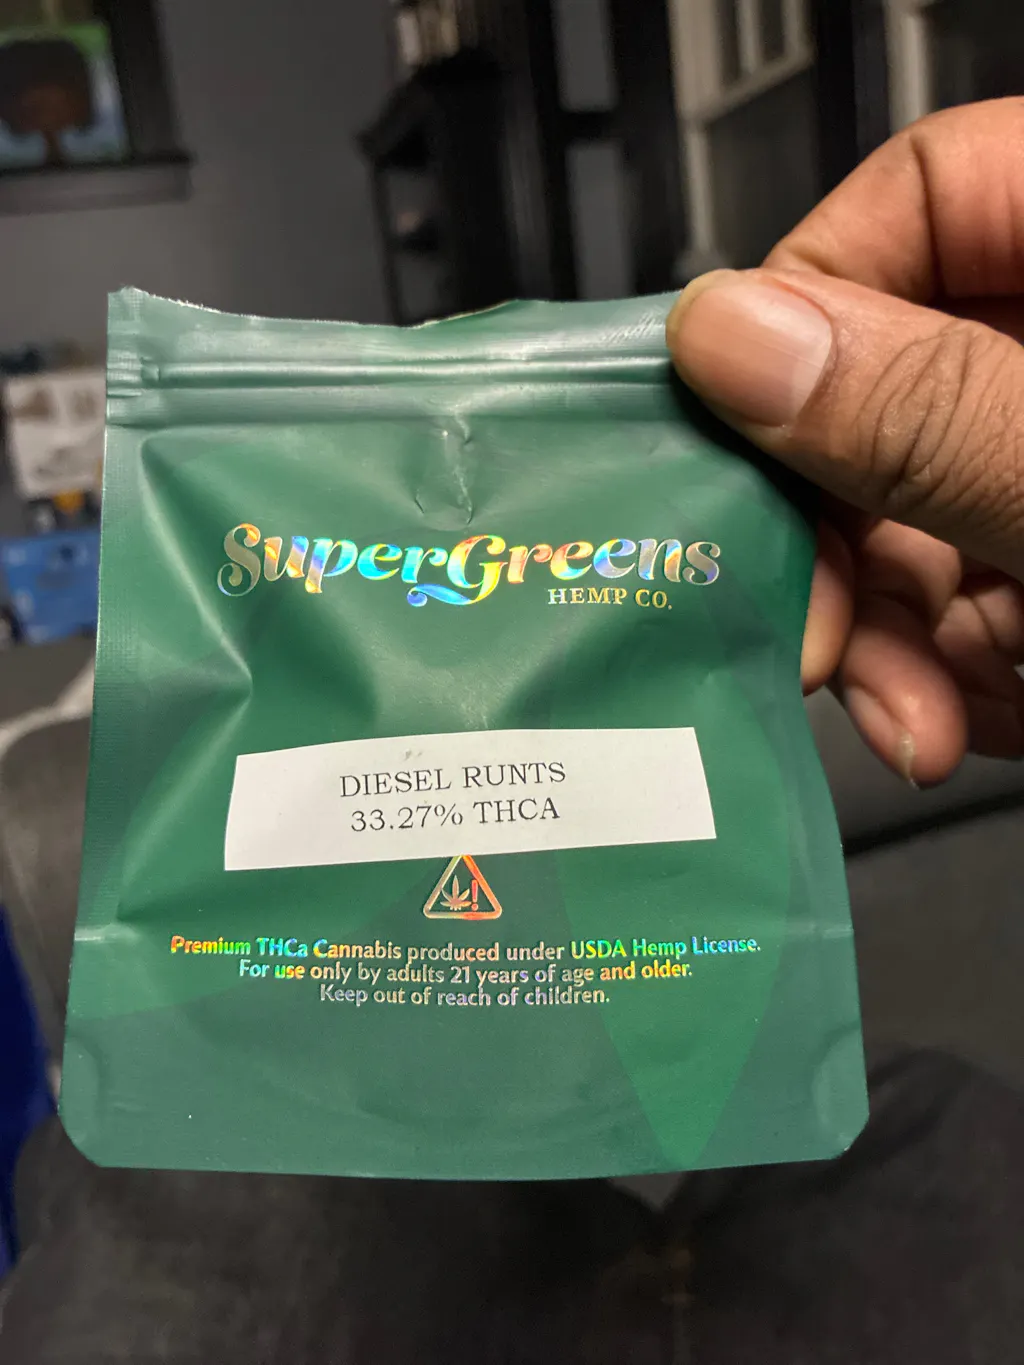 SuperGreens
HEMP CO.
DIESEL RUNTS
33.27% THCA
Premium THCa Cannabis produced under USDA Hemp License.
For use only by adults 21 years of age and older.
Keep out of reach of children.